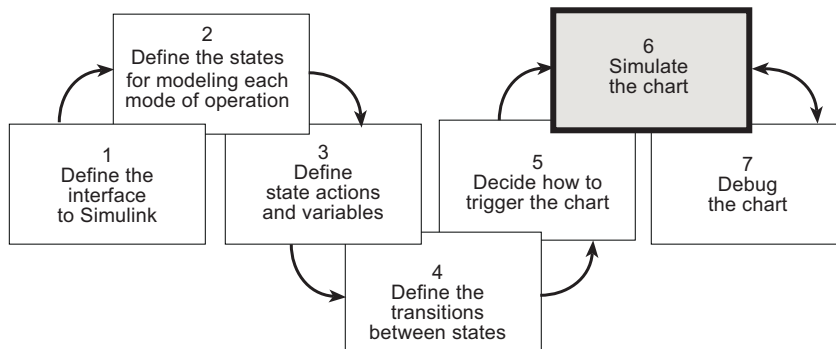 1
Define the
interface
to Simulink
2
Define the states
for modeling each
mode of operation
3
Define
state actions
and variables
4
Define the
transitions
between states
5
Decide how to
trigger the chart
6
Simulate
the chart
7
Debug
the chart